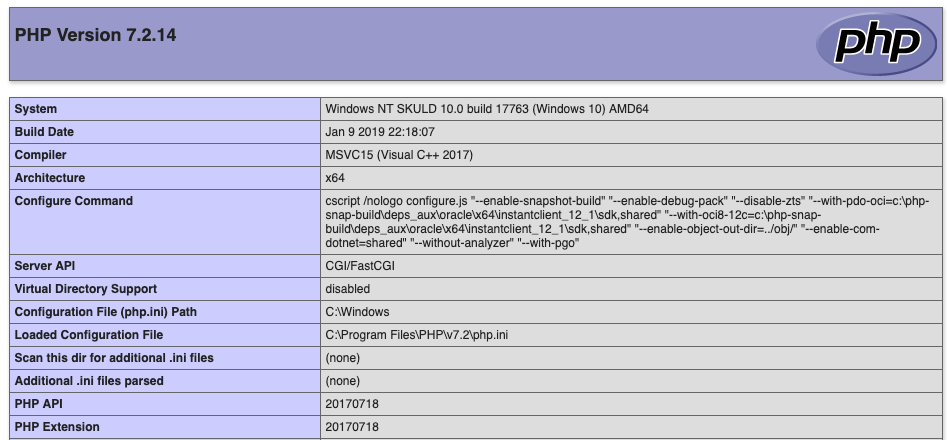 PHP Version 7.2.14
php
System Windows NT SKULD 10.0 build 17763 (Windows 10) AMD64
Build Date Jan 9 2019 22:18:07
Compiler MSVC15 (Visual C++ 2017)
Architecture x64
Configure Command cscript /nologo configure.js "--enable-snapshot-build" "--enable-debug-pack" "--disable-zts" "--with-pdo-oci=c:\php-
snap-build\deps_aux\oracle\x64\instantclient_12_1\sdk,shared" "--with-oci8-12c=c:\php-snap-
build\deps_aux\oracle\x64\instantclient_12_1\sdk,shared" "--enable-object-out-dir=../obj/" "--enable-com-
dotnet=shared" "--without-analyzer" "--with-pgo"
Server API CGI/FastCGI
Virtual Directory Support disabled
Configuration File (php.ini) Path C:\Windows
Loaded Configuration File C:\Program Files\PHP\v7.2\php.ini
Scan this dir for additional .ini files (none)
Additional .ini files parsed (none)
PHP API 20170718
PHP Extension 20170718